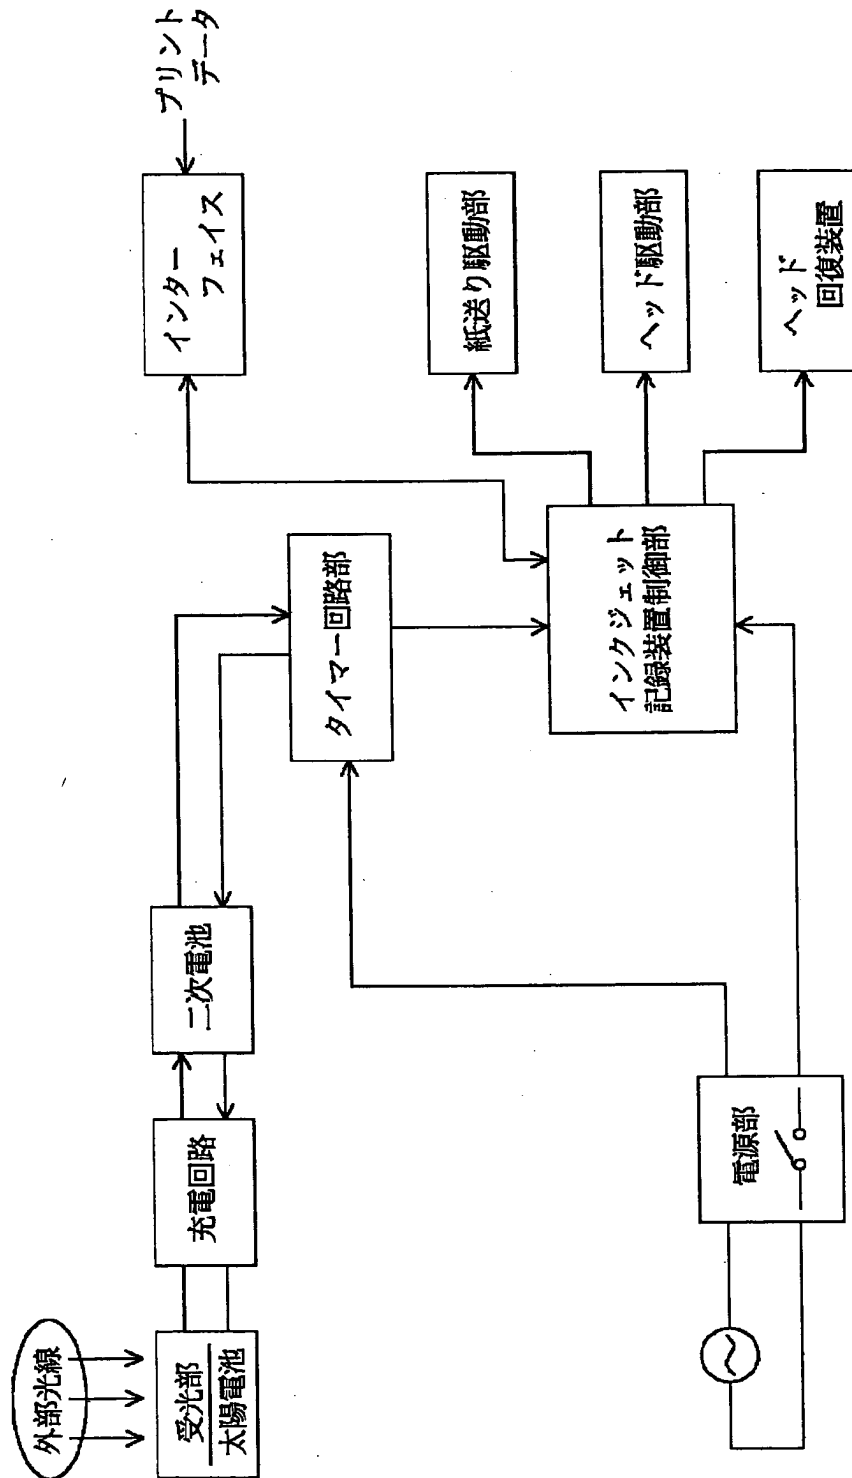 外部光線
受光部
太陽電池
充電回路
二次電池
タイマー回路部
インター
フェイス
プリント
データ
電源部
インクジェット
記録装置制御部
紙送り駆動部
ヘッド駆動部
ヘッド
回復装置